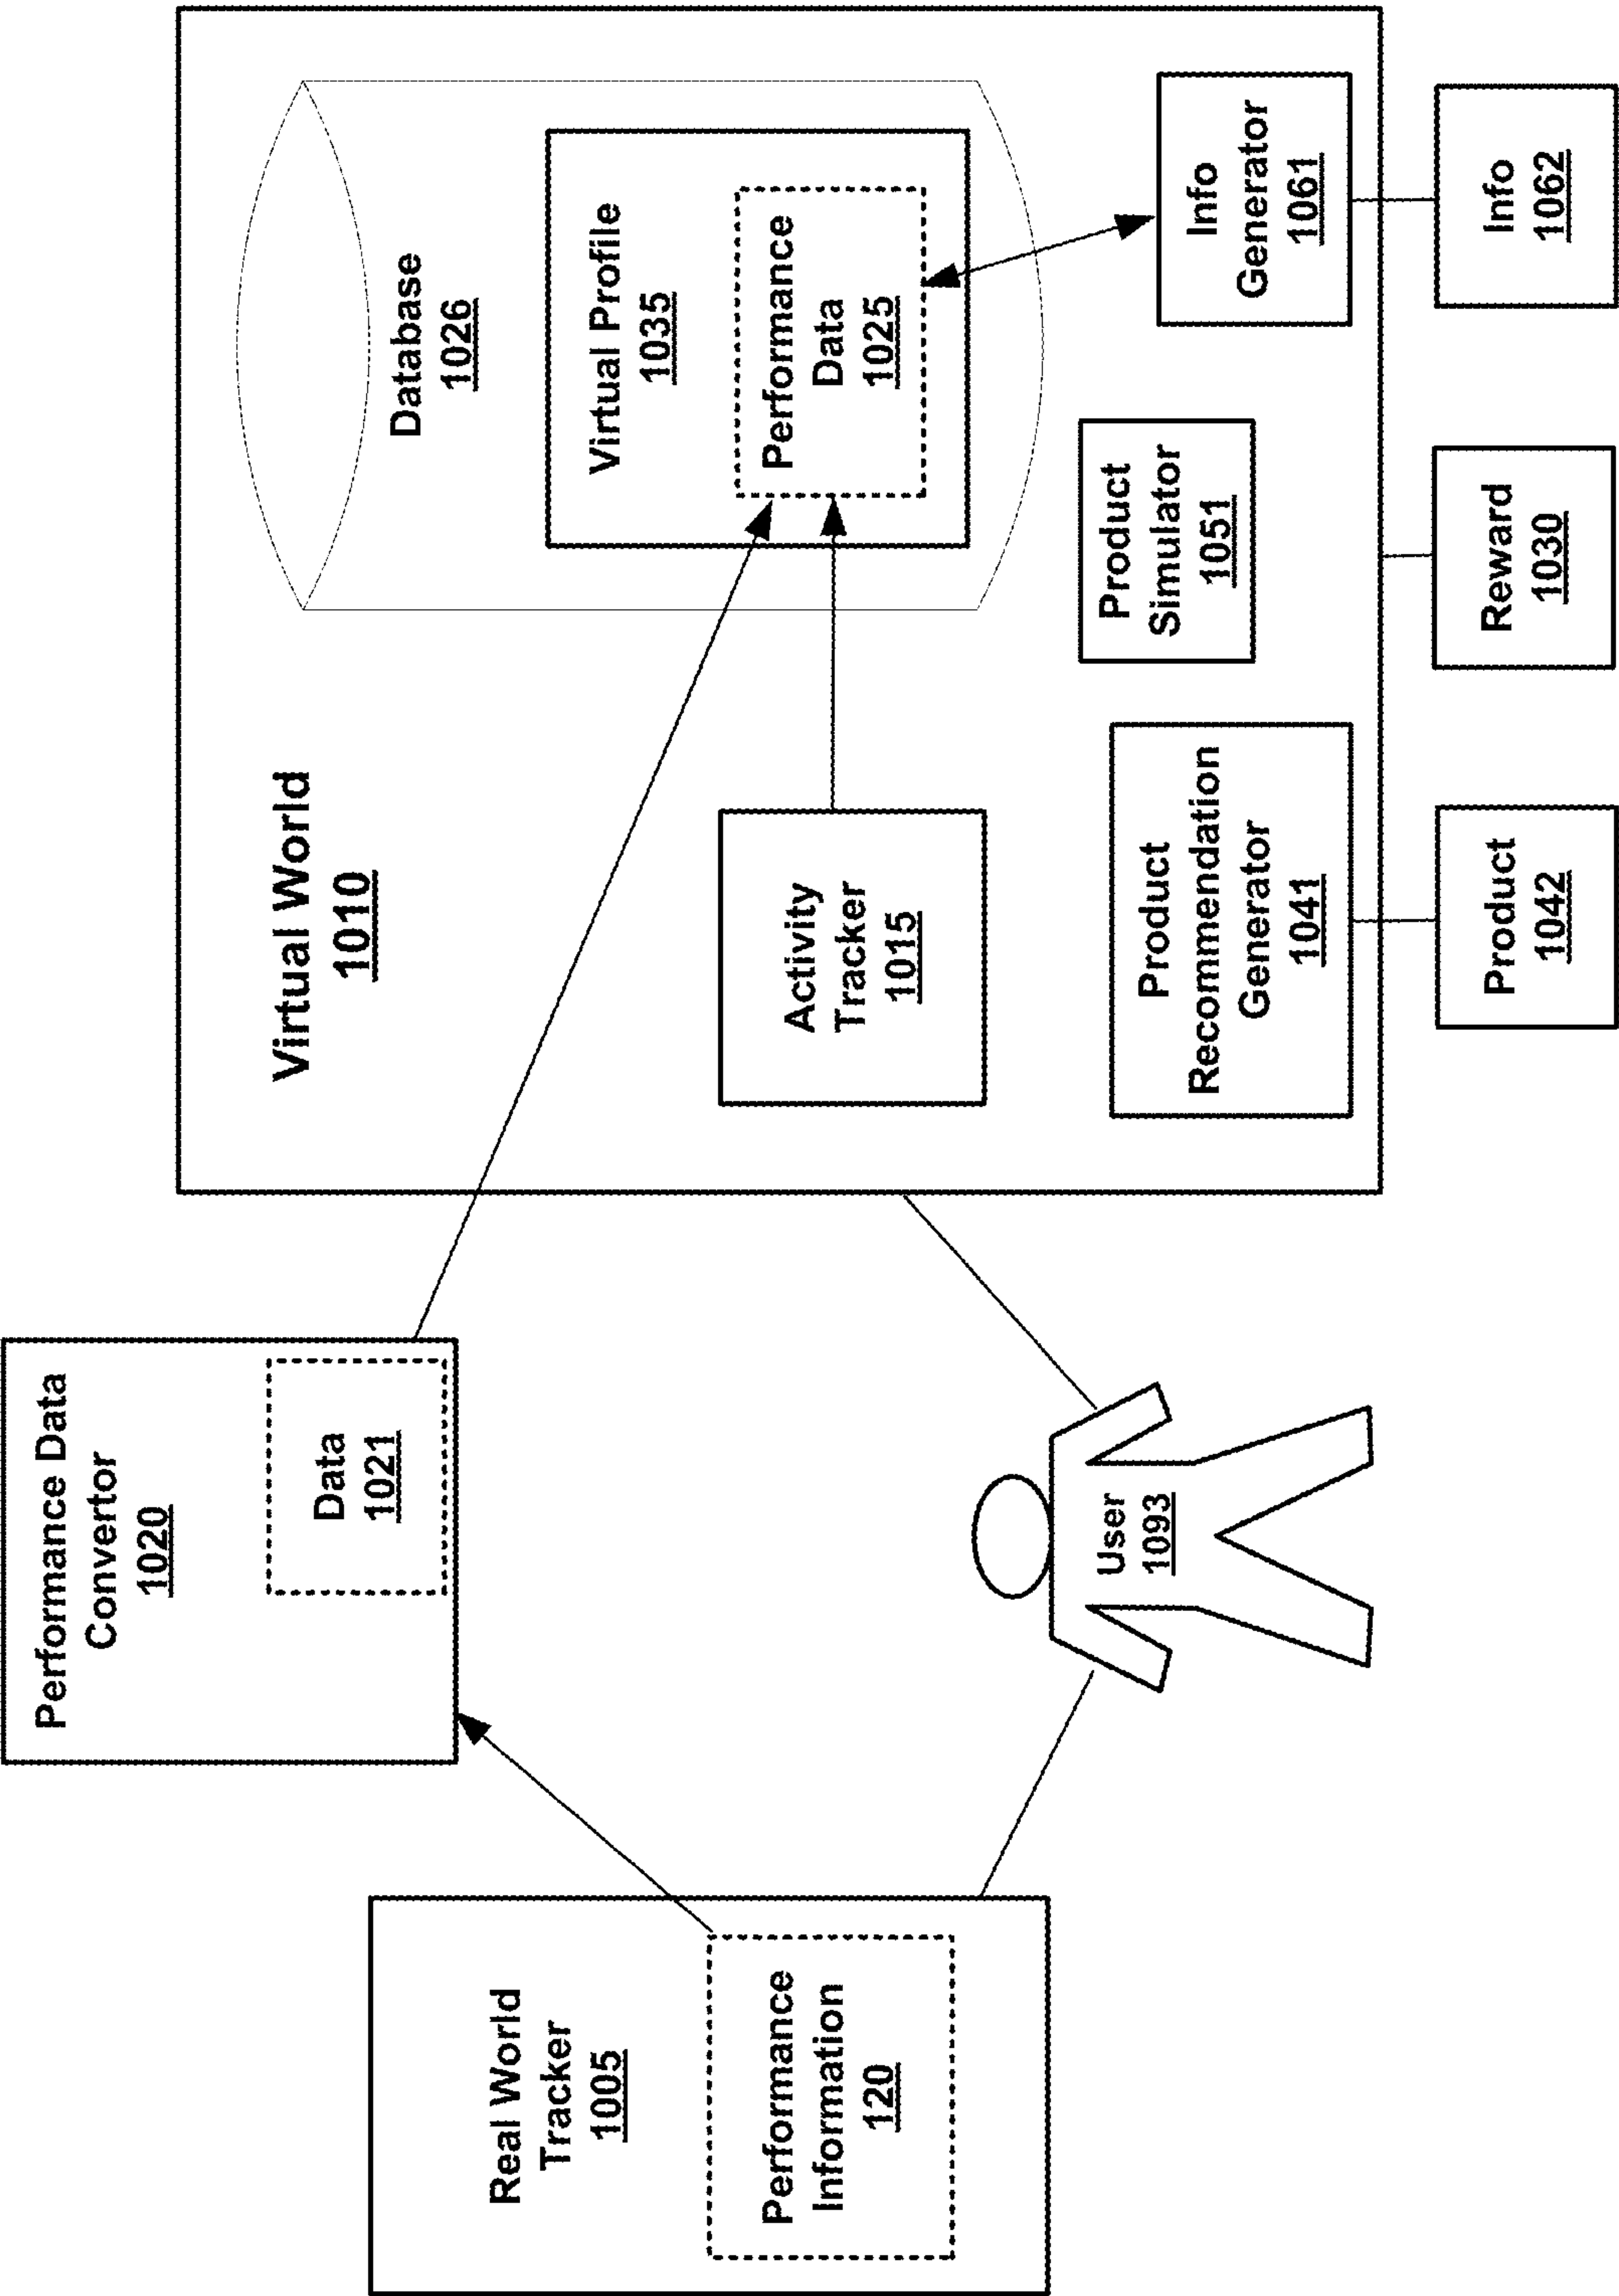 Performance Data
Convertor
1020
Data
1021
Real World
Tracker
1005
Performance
Information
120
User
1093
Virtual World
1010
Database
1026
Virtual Profile
1035
Performance
Data
1025
Activity
Tracker
1015
Product
Simulator
1051
Product
Recommendation
Generator
1041
Info
Generator
1061
Product
1042
Reward
1030
Info
1062